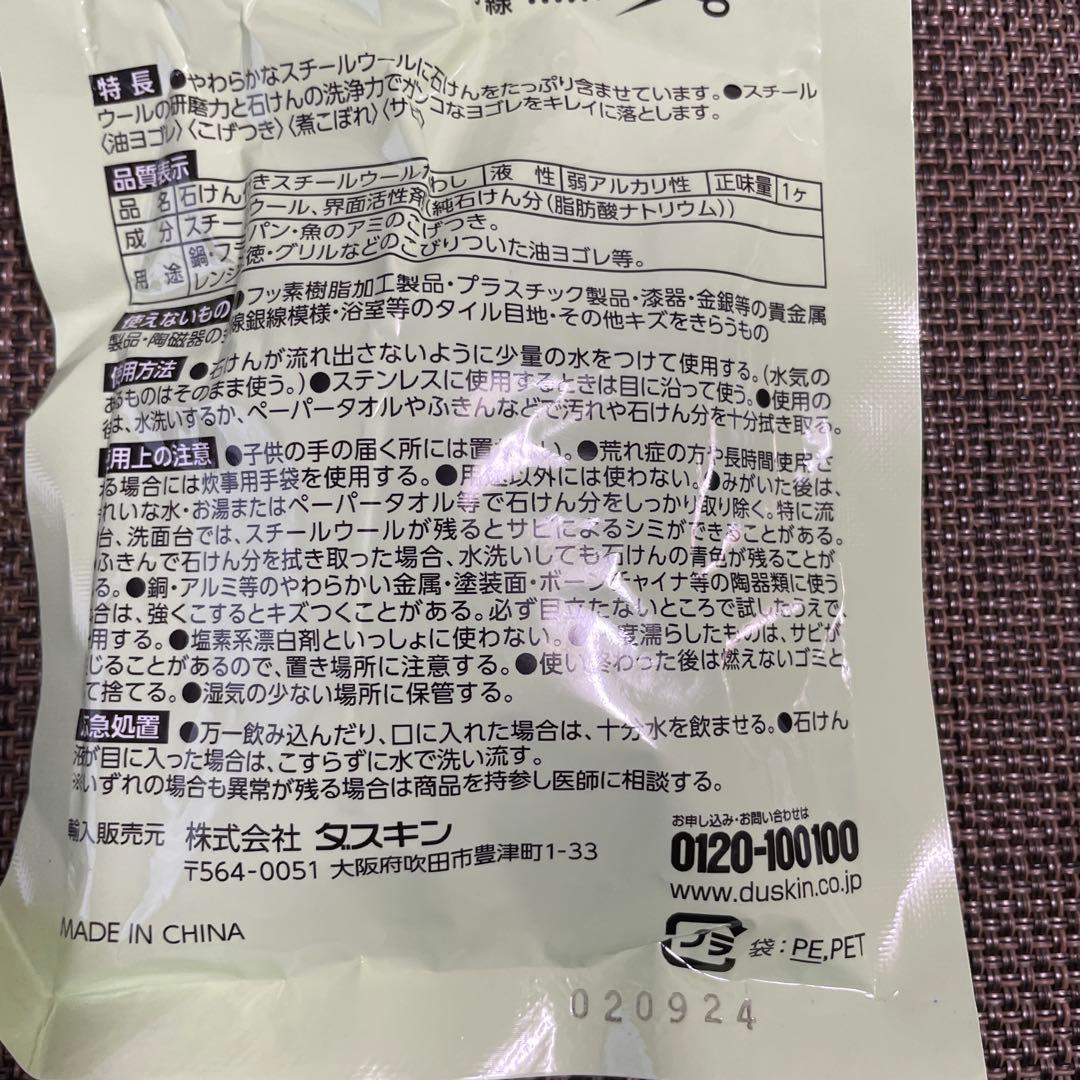 線
特長 ●やわらかなスチールウールに石けんをたっぷり含ませています。●スチール
ウールの研磨力と石けんの洗浄力でガンコなヨゴレをキレイに落とします。
〈油ヨゴレ〉〈こげつき〉〈煮こぼれ〉〈サビ〉
品質表示
品名 石けん きスチールウールた わし 液性 弱アルカリ性 正味量 1ヶ
成分 スチー ウール、界面活性剤(純石けん分(脂肪酸ナトリウム))
用途 鍋・フラ パン・魚のアミのこげつき。
レンジ 徳・グリルなどのこびりついた油ヨゴレ等。
使えないもの ●フッ素樹脂加工製品・プラスチック製品・漆器・金銀等の貴金属
製品・陶磁器の 線銀線模様・浴室等のタイル目地・その他キズをきらうもの
使用方法 ●石けんが流れ出さないように少量の水をつけて使用する。(水気の
あるものはそのまま使う。)●ステンレスに使用するときは目に沿って使う。●使用の
後は、水洗いするか、ペーパータオルやふきんなどで汚れや石けん分を十分拭き取る。
使用上の注意 ●子供の手の届く所には置 ない。●荒れ症の方や長時間使用さ
る場合には炊事用手袋を使用する。●用途以外には使わない。●みがいた後は、
きれいな水・お湯またはペーパータオル等で石けん分をしっかり取り除く。特に流
台、洗面台では、スチールウールが残るとサビによるシミができることがある。
ふきんで石けん分を拭き取った場合、水洗いしても石けんの青色が残ることが
る。●銅・アルミ等のやわらかい金属・塗装面・ボーンチャイナ等の陶器類に使う
合は、強くこするとキズつくことがある。必ず目立たないところで試したうえで、
用する。●塩素系漂白剤といっしょに使わない。● 度濡らしたものは、サビが
じることがあるので、置き場所に注意する。●使い終わった後は燃えないゴミと
て捨てる。●湿気の少ない場所に保管する。
応急処置 ●万一飲み込んだり、口に入れた場合は、十分水を飲ませる。●石けん
液が目に入った場合は、こすらずに水で洗い流す。
※いずれの場合も異常が残る場合は商品を持参し医師に相談する。
輸入販売元 株式会社 ダスキン
〒564-0051 大阪府吹田市豊津町1-33
お申し込み・お問い合わせは
0120-100100
www.duskin.co.jp
MADE IN CHINA
プラ 袋:PE,PET
020924